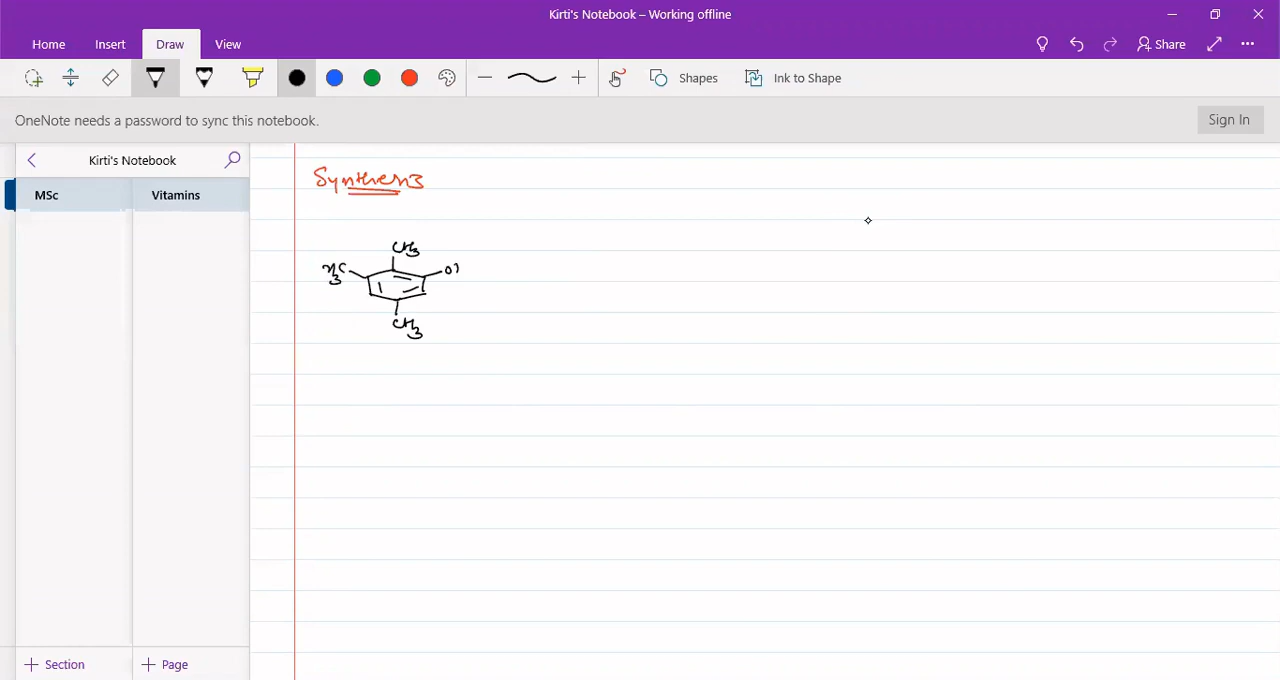 Kirti's Notebook – Working offline
Home Insert Draw View Share
Shapes Ink to Shape
OneNote needs a password to sync this notebook. Sign In
Kirti's Notebook
MSc Vitamins
Synthesis
CH3
H3C
CH3
+ Section + Page